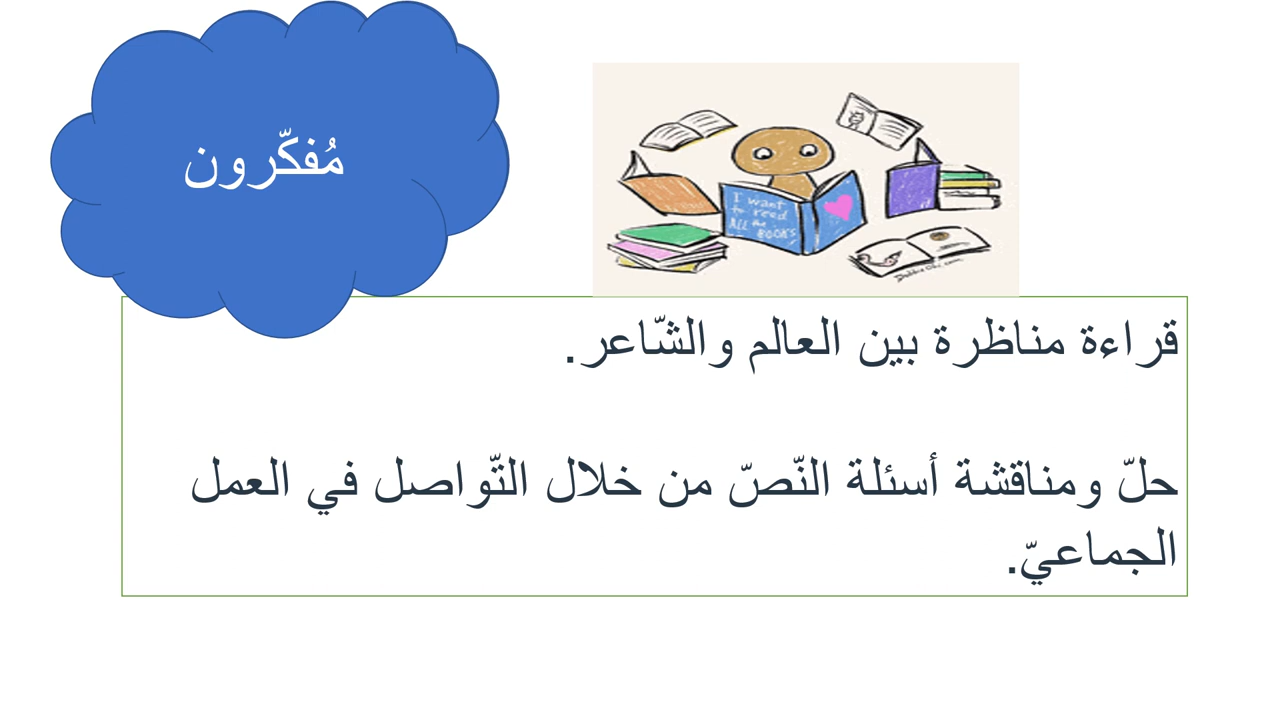 مُفكّرون
I want
to read
ALL the
BOOKS
قراءة مناظرة بين العالم والشّاعر.
حلّ ومناقشة أسئلة النّصّ من خلال التّواصل في العمل
الجماعيّ.